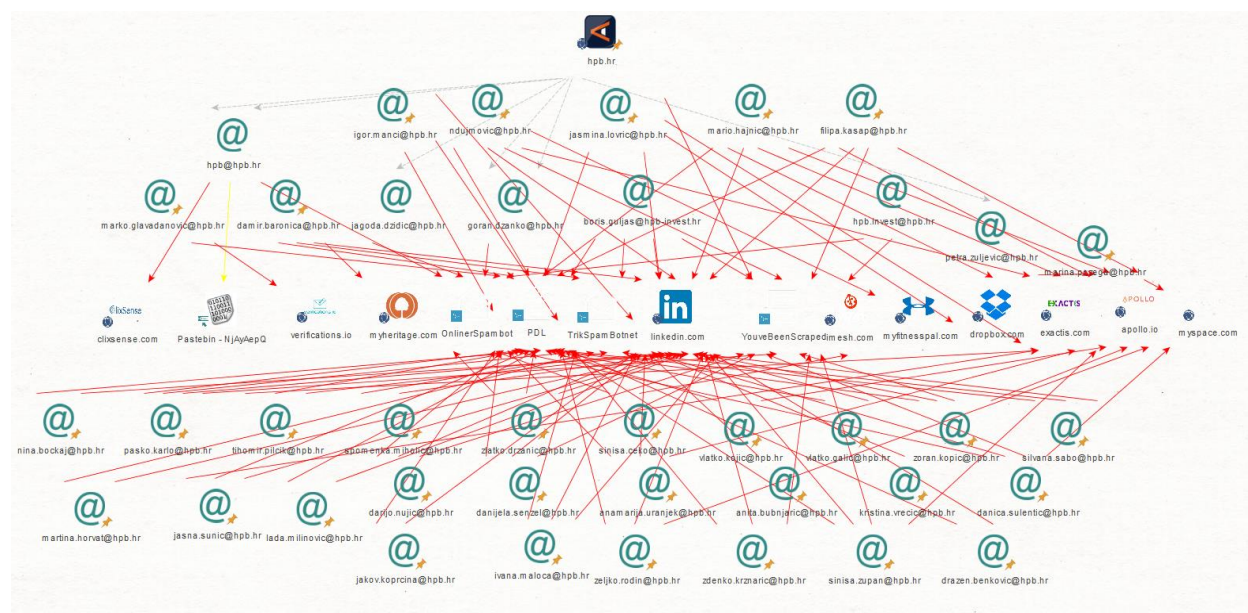 hpb.hr
igor.manci@hpb.hr
ndujmovic@hpb.hr
jasmina.lovric@hpb.hr
mario.hajnic@hpb.hr
filipa.kasap@hpb.hr
hpb@hpb.hr
marko.glavadanovic@hpb.hr
damir.baronica@hpb.hr
jagoda.dzidic@hpb.hr
goran.dzanko@hpb.hr
boris.guljas@hpb-invest.hr
hpb.invest@hpb.hr
petra.zuljevic@hpb.hr
clixsense.com
Pastebin - NjAyAepQ
verifications.io
myheritage.com
OnlinerSpambot
PDL
TrikSpamBotnet
linkedin.com
YouveBeenScraped
imesh.com
myfitnesspal.com
dropbox.com
exactis.com
apollo.io
myspace.com
nina.bockaj@hpb.hr
pasko.karlo@hpb.hr
tihomir.pilcik@hpb.hr
spomenka.miholic@hpb.hr
zlatko.drzanic@hpb.hr
sinisa.ceko@hpb.hr
vlatko.kojic@hpb.hr
vlatko.galic@hpb.hr
zoran.kopic@hpb.hr
silvana.sabo@hpb.hr
martina.horvat@hpb.hr
jasna.sunic@hpb.hr
lada.milinovic@hpb.hr
danjo.nujic@hpb.hr
danijela.senzel@hpb.hr
anamarija.uranjek@hpb.hr
anita.bubnjaric@hpb.hr
kristina.vrecic@hpb.hr
danica.sulentic@hpb.hr
jakov.koprcina@hpb.hr
ivana.maloca@hpb.hr
zeljko.rodin@hpb.hr
zdenko.krznaric@hpb.hr
sinisa.zupan@hpb.hr
drazen.benkovic@hpb.hr